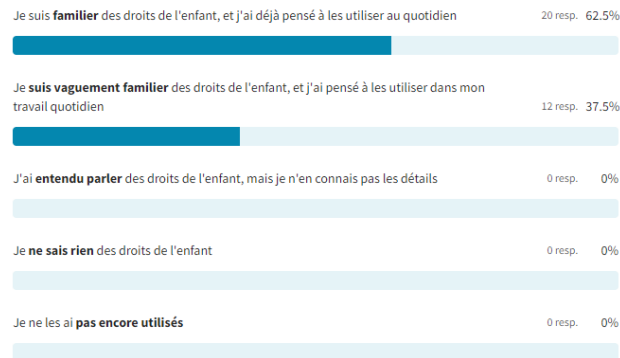 Je suis familier des droits de l'enfant, et j'ai déjà pensé à les utiliser au quotidien 20 resp. 62.5%
Je suis vaguement familier des droits de l'enfant, et j'ai pensé à les utiliser dans mon
travail quotidien 12 resp. 37.5%
J'ai entendu parler des droits de l'enfant, mais je n'en connais pas les détails 0 resp. 0%
Je ne sais rien des droits de l'enfant 0 resp. 0%
Je ne les ai pas encore utilisés 0 resp. 0%